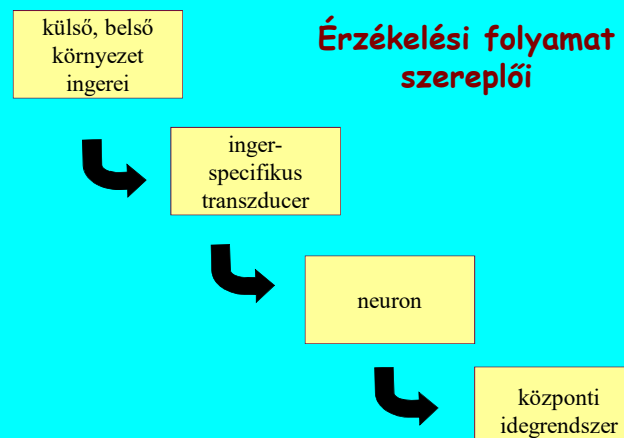 Érzékelési folyamat
szereplői
külső, belső
környezet
ingerei
inger-
specifikus
transzducer
neuron
központi
idegrendszer